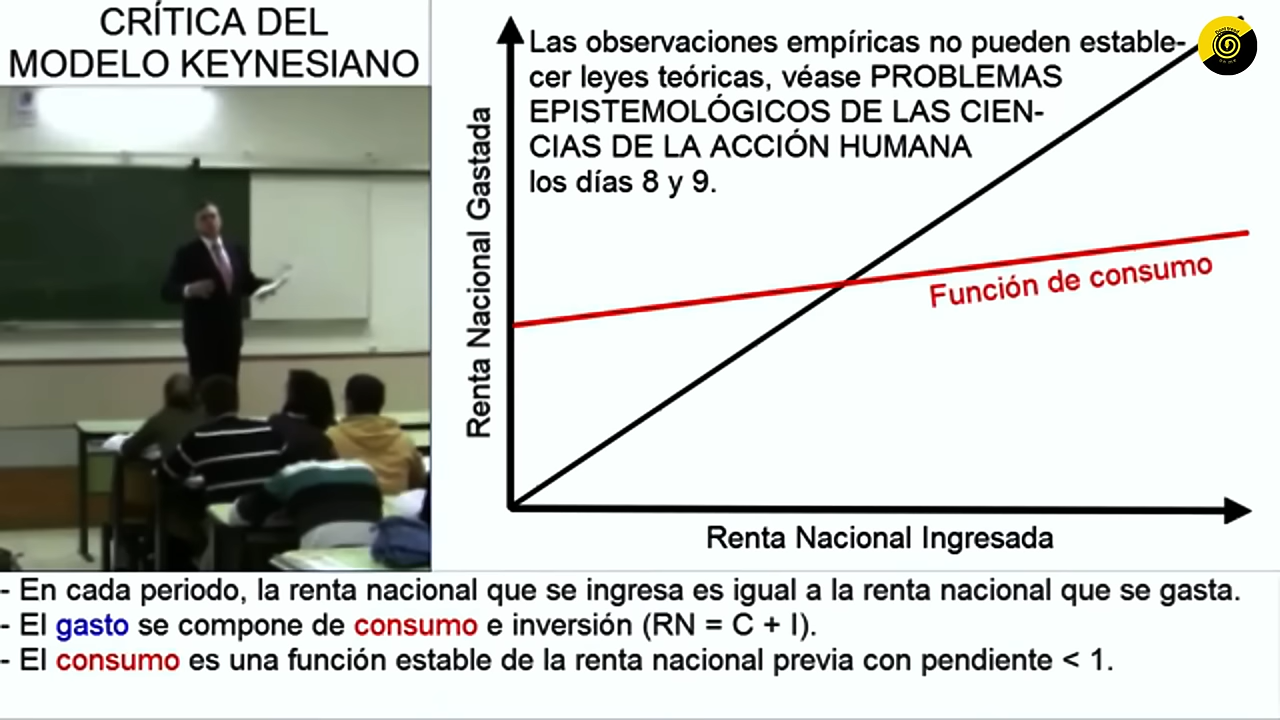 CRÍTICA DEL
MODELO KEYNESIANO
Las observaciones empíricas no pueden estable-
cer leyes teóricas, véase PROBLEMAS
EPISTEMOLÓGICOS DE LAS CIEN-
CIAS DE LA ACCIÓN HUMANA
los días 8 y 9.
Renta Nacional Gastada
Función de consumo
Renta Nacional Ingresada
- En cada periodo, la renta nacional que se ingresa es igual a la renta nacional que se gasta.
- El gasto se compone de consumo e inversión (RN = C + I).
- El consumo es una función estable de la renta nacional previa con pendiente < 1.